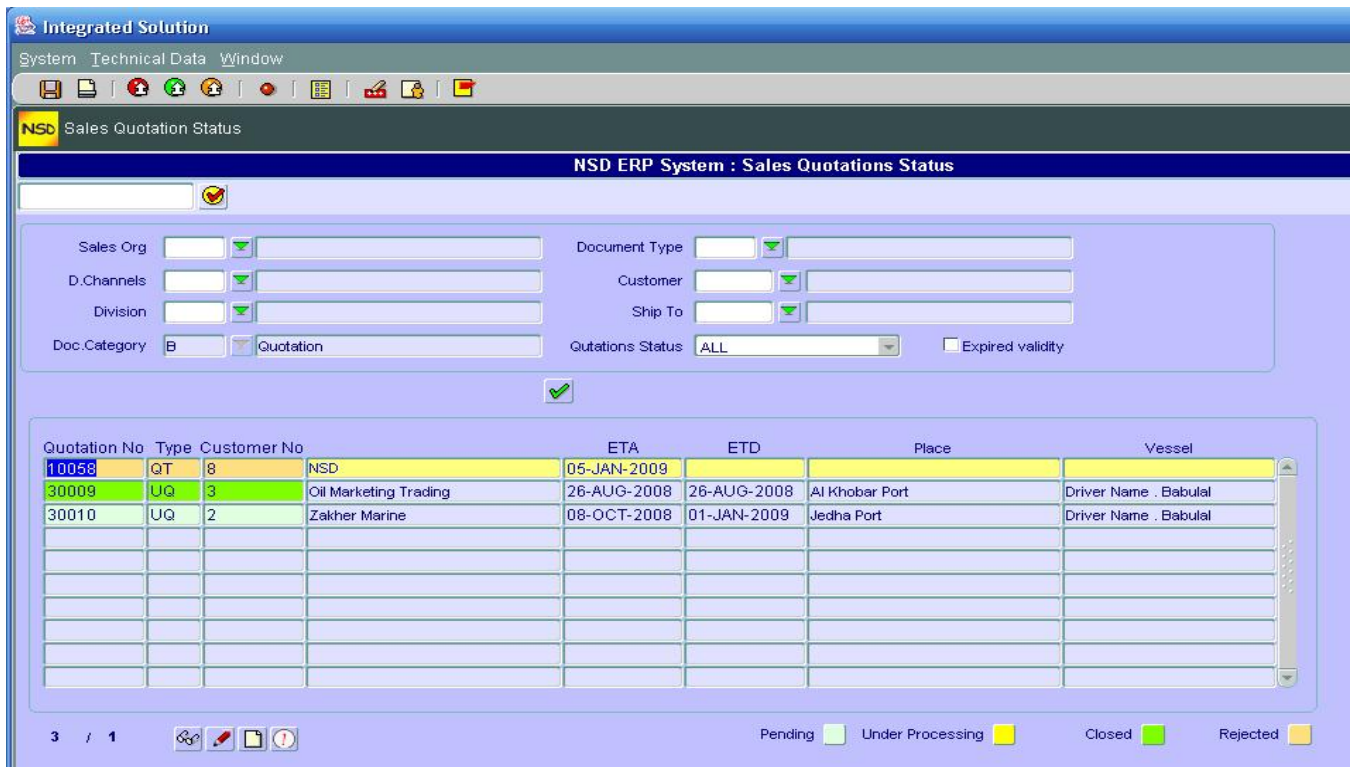 Integrated Solution
System Technical Data Window
NSD Sales Quotation Status
NSD ERP System : Sales Quotations Status
Sales Org Document Type
D.Channels Customer
Division Ship To
Doc.Category B Quotation Qutations Status ALL Expired validity
Quotation No Type Customer No ETA ETD Place Vessel
10058 QT 8 NSD 05-JAN-2009
30009 UQ 3 Oil Marketing Trading 26-AUG-2008 26-AUG-2008 Al Khobar Port Driver Name . Babulal
30010 UQ 2 Zakher Marine 08-OCT-2008 01-JAN-2009 Jedha Port Driver Name . Babulal
3 / 1 Pending Under Processing Closed Rejected